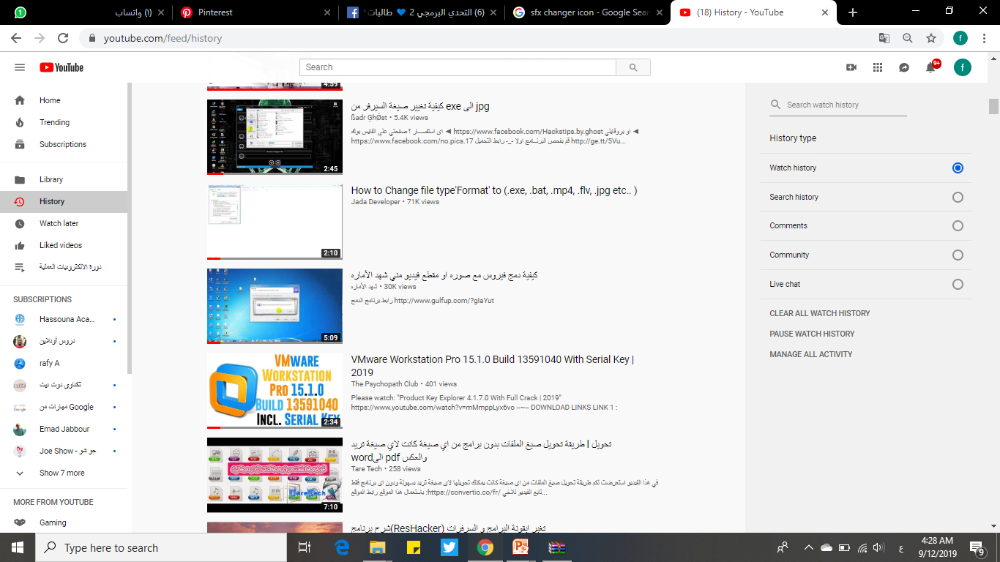 (1) واتساب
Pinterest
(6) التحدي البرمجي 2 💙 طالبات
sfx changer icon - Google Sear
(18) History - YouTube
youtube.com/feed/history
f
YouTube
Search
9+
f
Home
Trending
Subscriptions
Library
History
Watch later
Liked videos
دورة الالكترونيات العملية
SUBSCRIPTIONS
Hassouna Aca...
دروس أونلاين
rafy A
تكناوى دوت نيت
مهارات من Google
Emad Jabbour
Joe Show - جو شو
Show 7 more
MORE FROM YOUTUBE
Gaming
4:59
2:45
كيفية تغيير صيغة السيرفر من exe الى jpg
ßadr GhØst • 5.4K views
◄ اى استفسار ؟ صفحتي على الفايس بوك https://www.facebook.com/Hackstips.by.ghost ◄ او بروفايلي
https://www.facebook.com/no.pics.17 قم بفحص البرنامج اولا -_- رابط التحميل http://ge.tt/5Vu...
2:10
How to Change file type'Format' to (.exe, .bat, .mp4, .flv, .jpg etc.. )
Jada Developer • 71K views
5:09
كيفية دمج فيروس مع صوره او مقطع فيديو مني شهد الأماره
شهد الأماره • 30K views
رابط برنامج الدمج http://www.gulfup.com/?glaYut
VMWARE
WORKSTATION
PRO 15.1.0
BUILD 13591040
INCL. SERIAL KEY
2:34
VMware Workstation Pro 15.1.0 Build 13591040 With Serial Key |
2019
The Psychopath Club • 401 views
Please watch: "Product Key Explorer 4.1.7.0 With Full Crack | 2019"
https://www.youtube.com/watch?v=mMmppLyx6vo --~-- DOWNLOAD LINKS LINK 1 :
Tare Tech
7:10
تحويل | طريقة تحويل صيغ الملفات بدون برامج من اي صيغة كانت لاي صيغة تريد
wordالى pdf والعكس
Tare Tech • 258 views
في هذا الفيديو استعرضت لكم طريقة تحويل صيغ الملفات من اى صيغة كانت يمكنك تحويلها لاى صيغة تريد بسهولة ودون اى برنامج فقط
باستعمال هذا الموقع رابط الموقع :https://convertio.co/fr/ تابع الفيديو للاخي...
شرح برنامج(ResHacker) تغير ايقونة البرامج و السرفرات
Search watch history
History type
Watch history
Search history
Comments
Community
Live chat
CLEAR ALL WATCH HISTORY
PAUSE WATCH HISTORY
MANAGE ALL ACTIVITY
Type here to search
ع
4:28 AM
9/12/2019
9